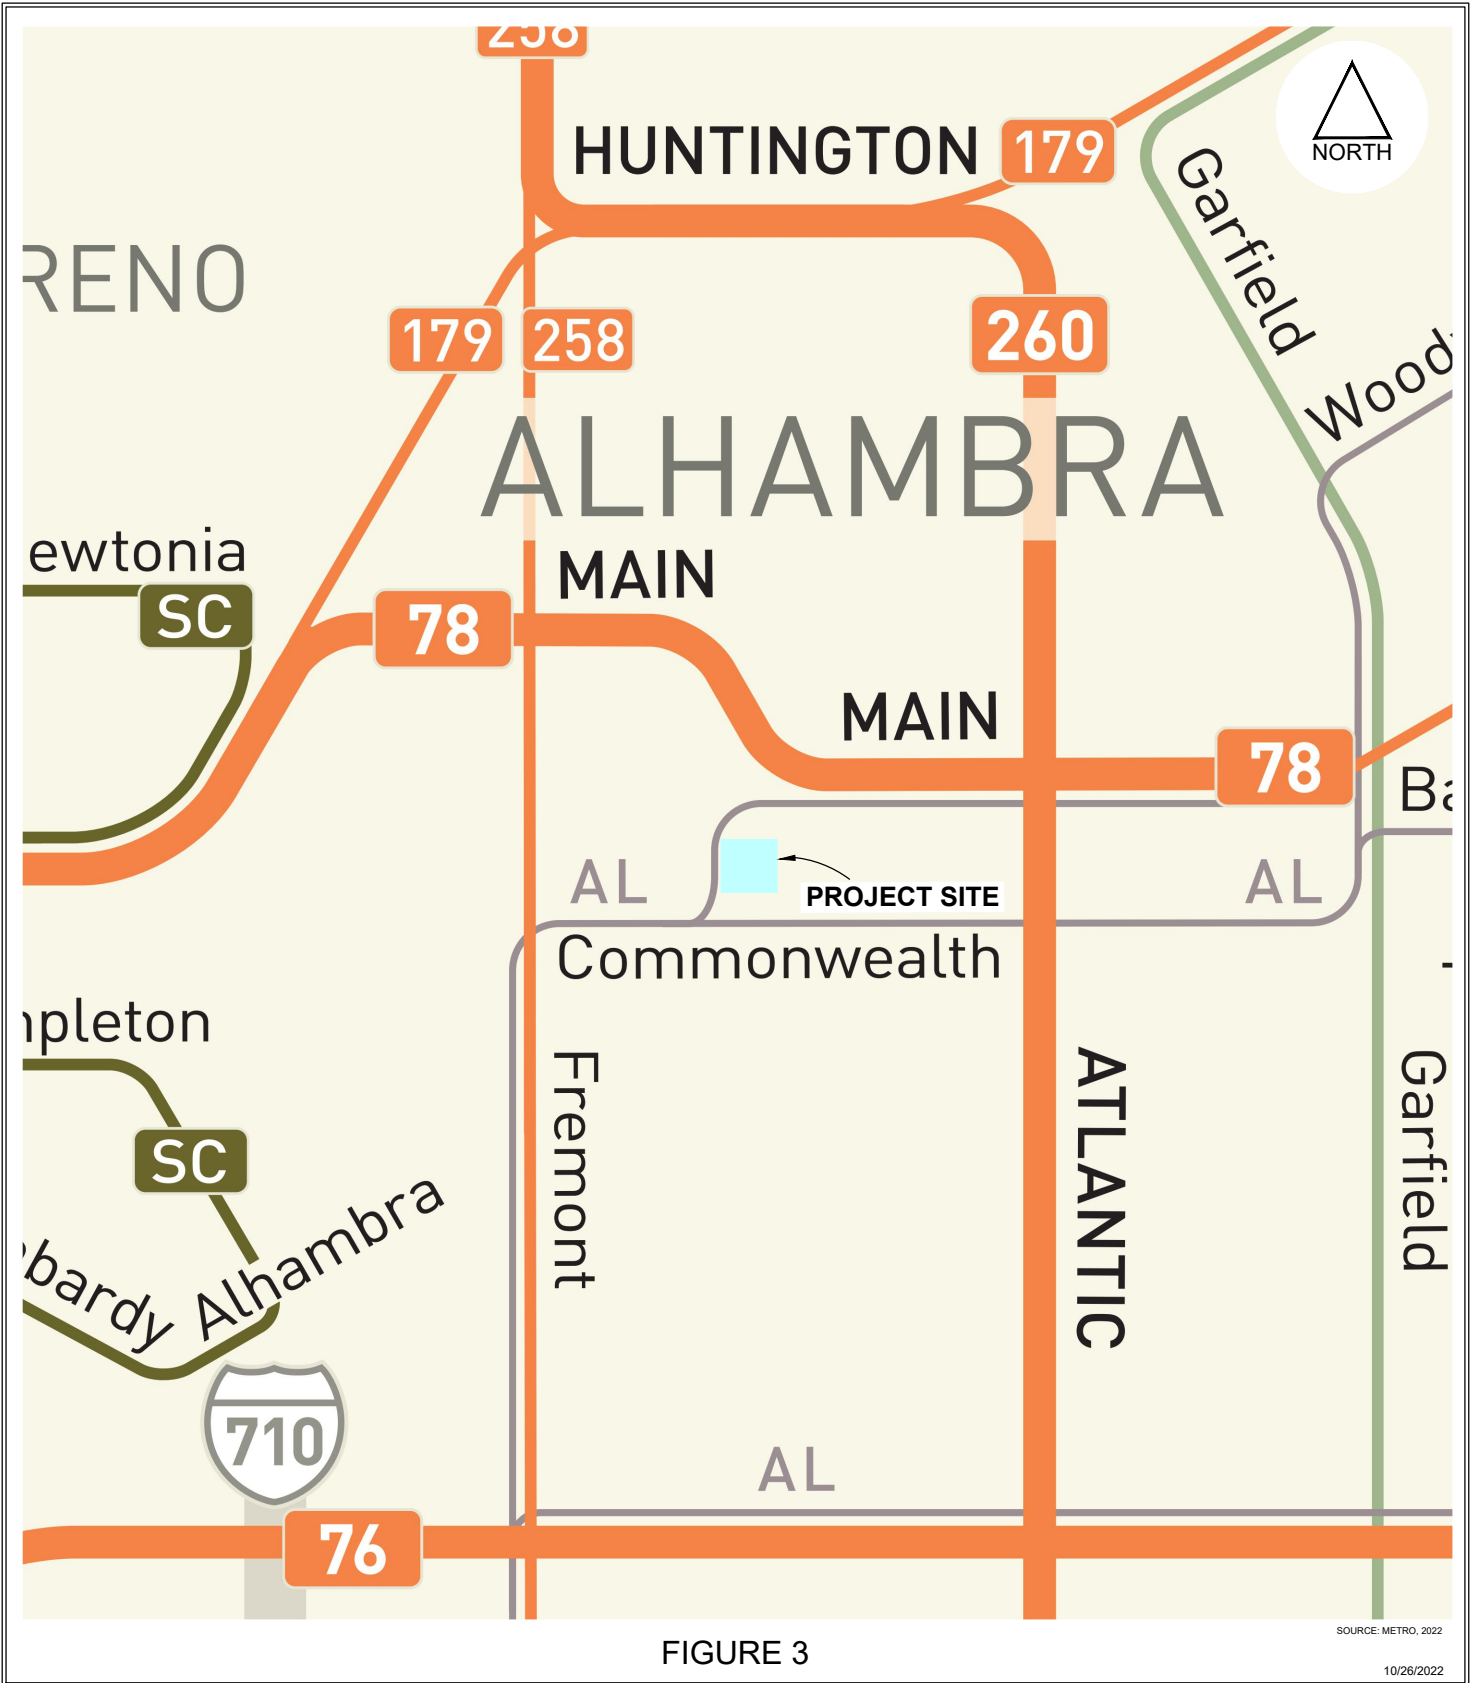 258
HUNTINGTON
179
NORTH
Garfield
RENO
179
258
260
ALHAMBRA
ewtonia
SC
MAIN
78
MAIN
78
AL
PROJECT SITE
AL
Commonwealth
pleton
Fremont
ATLANTIC
Garfield
SC
bardy
Alhambra
710
AL
76
SOURCE: METRO, 2022
FIGURE 3
10/26/2022